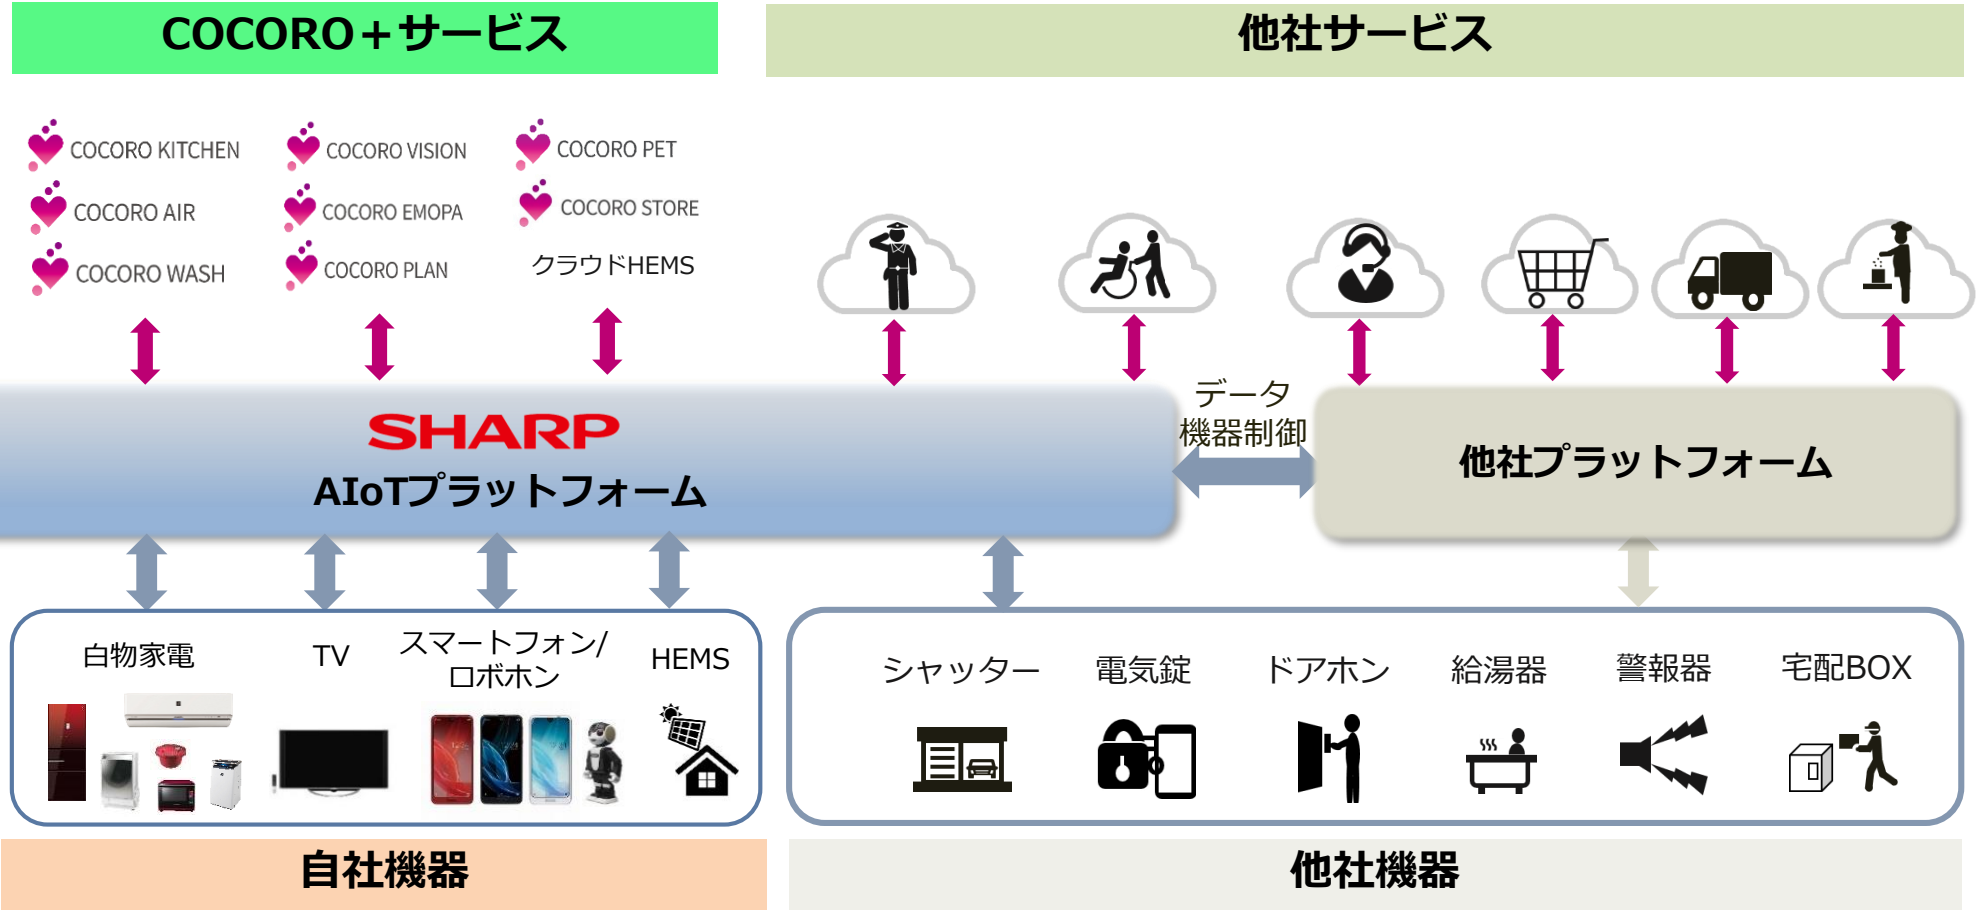 COCORO＋サービス
他社サービス
COCORO KITCHEN
COCORO VISION
COCORO PET
COCORO AIR
COCORO EMOPA
COCORO STORE
COCORO WASH
COCORO PLAN
クラウドHEMS
SHARP
AIoTプラットフォーム
データ
機器制御
他社プラットフォーム
白物家電
TV
スマートフォン/
ロボホン
HEMS
シャッター
電気錠
ドアホン
給湯器
警報器
宅配BOX
自社機器
他社機器